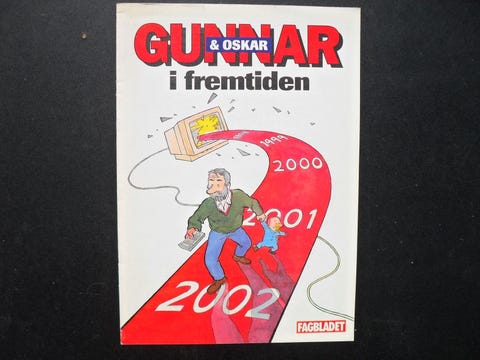 GUNNAR
& OSKAR
i fremtiden
1999
2000
2001
2002
FAGBLADET